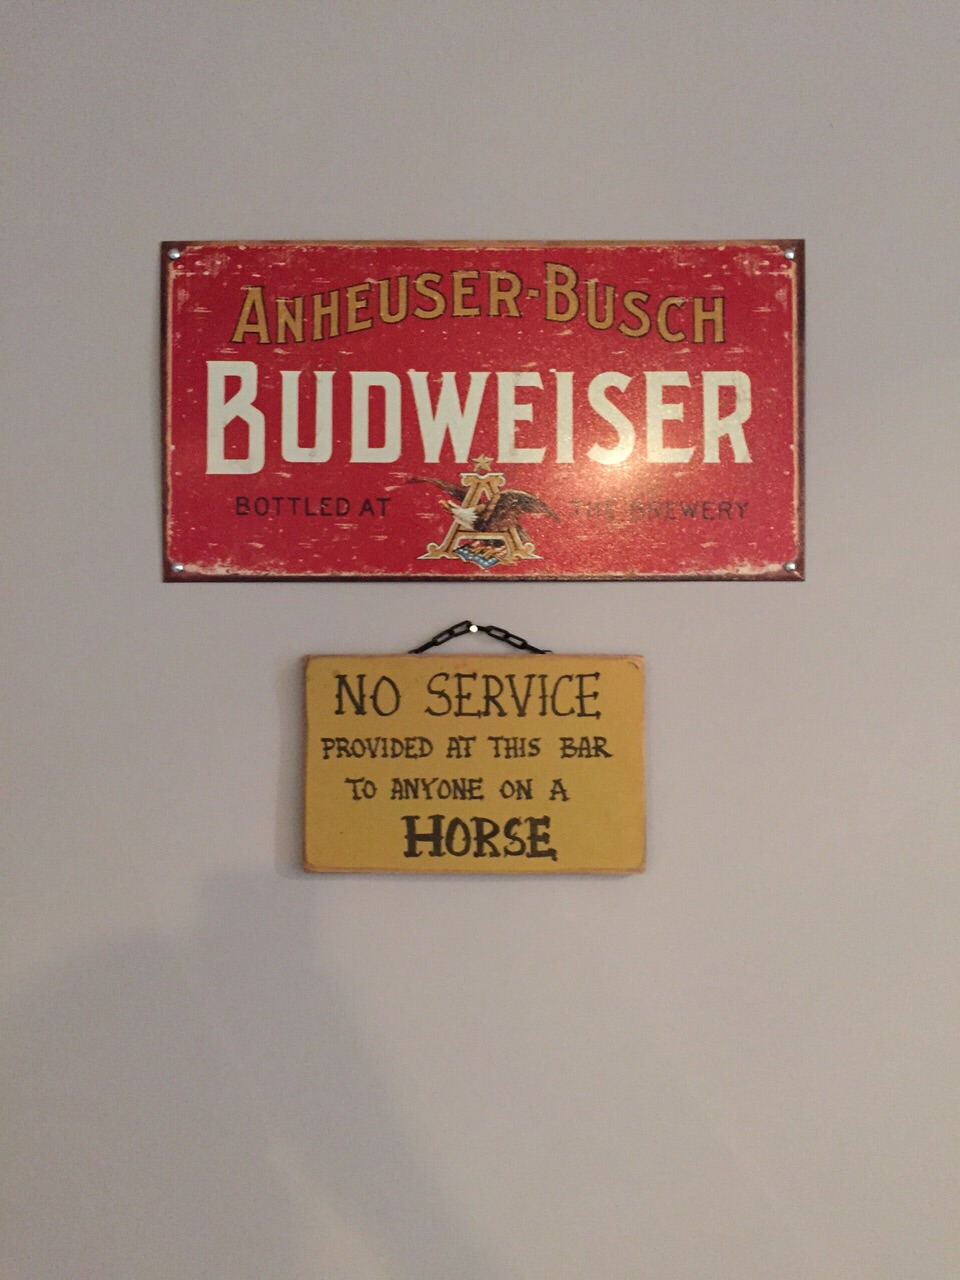 ANHEUSER-BUSCH
BUDWEISER
BOTTLED AT THE BREWERY
NO SERVICE
PROVIDED AT THIS BAR
TO ANYONE ON A
HORSE